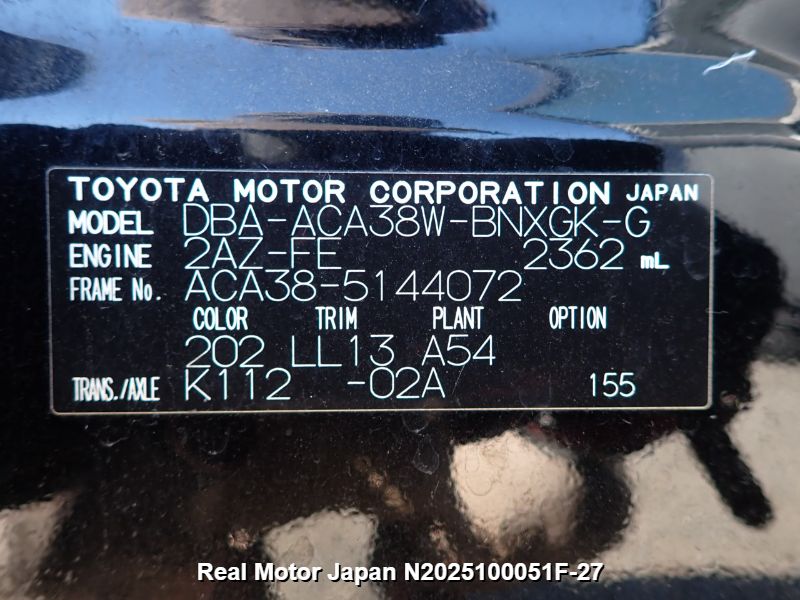 TOYOTA MOTOR CORPORATION JAPAN
MODEL DBA-ACA38W-BNXGK-G
ENGINE 2AZ-FE 2362 mL
FRAME No. ACA38-5144072
COLOR TRIM PLANT OPTION
202 LL13 A54
TRANS./AXLE K112 -02A 155
Real Motor Japan N2025100051F-27